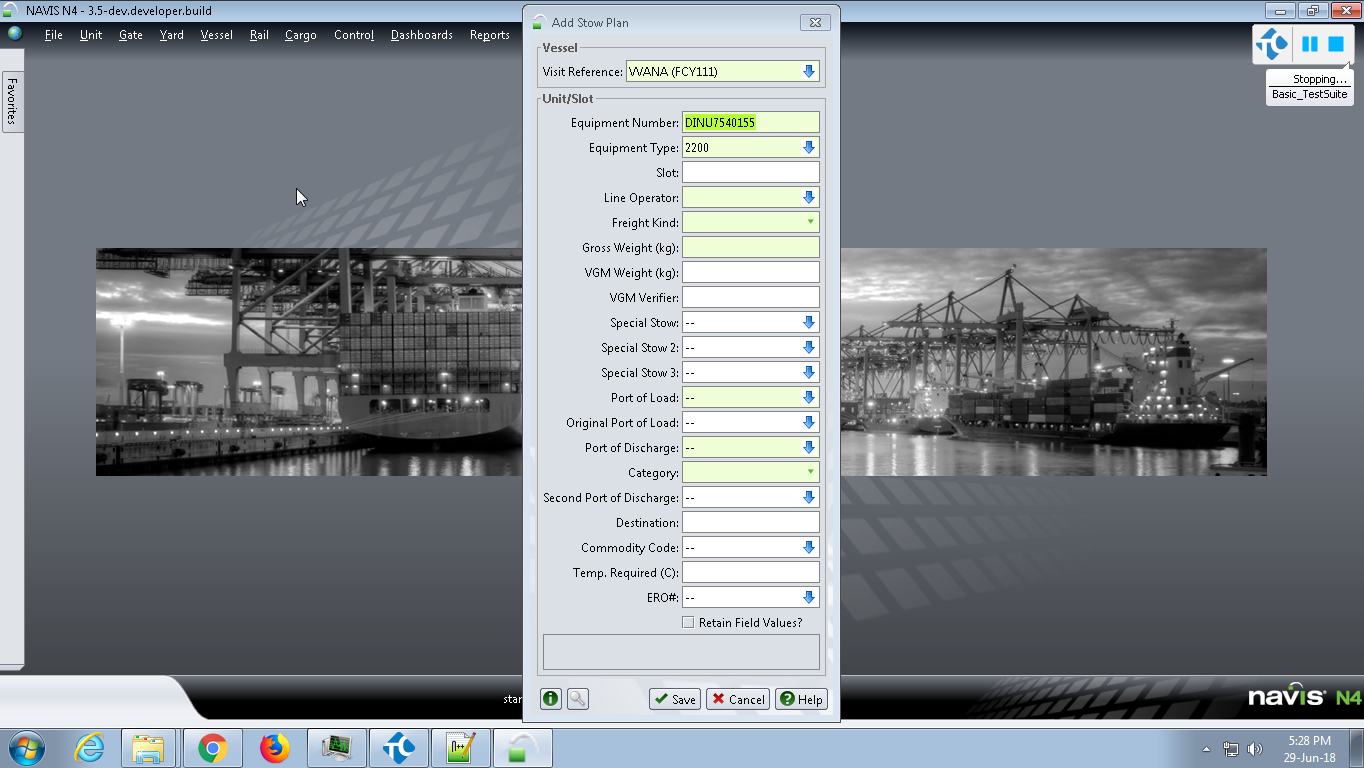 NAVIS N4 - 3.5-dev.developer.build
File Unit Gate Yard Vessel Rail Cargo Control Dashboards Reports
Favorites
Stopping...
Basic_TestSuite
Add Stow Plan
Vessel
Visit Reference: VVANA (FCY111)
Unit/Slot
Equipment Number: DINU7540155
Equipment Type: 2200
Slot:
Line Operator:
Freight Kind:
Gross Weight (kg):
VGM Weight (kg):
VGM Verifier:
Special Stow: --
Special Stow 2: --
Special Stow 3: --
Port of Load: --
Original Port of Load: --
Port of Discharge: --
Category:
Second Port of Discharge: --
Destination:
Commodity Code: --
Temp. Required (C):
ERO#: --
Retain Field Values?
Save Cancel Help
navis N4
5:28 PM
29-Jun-18